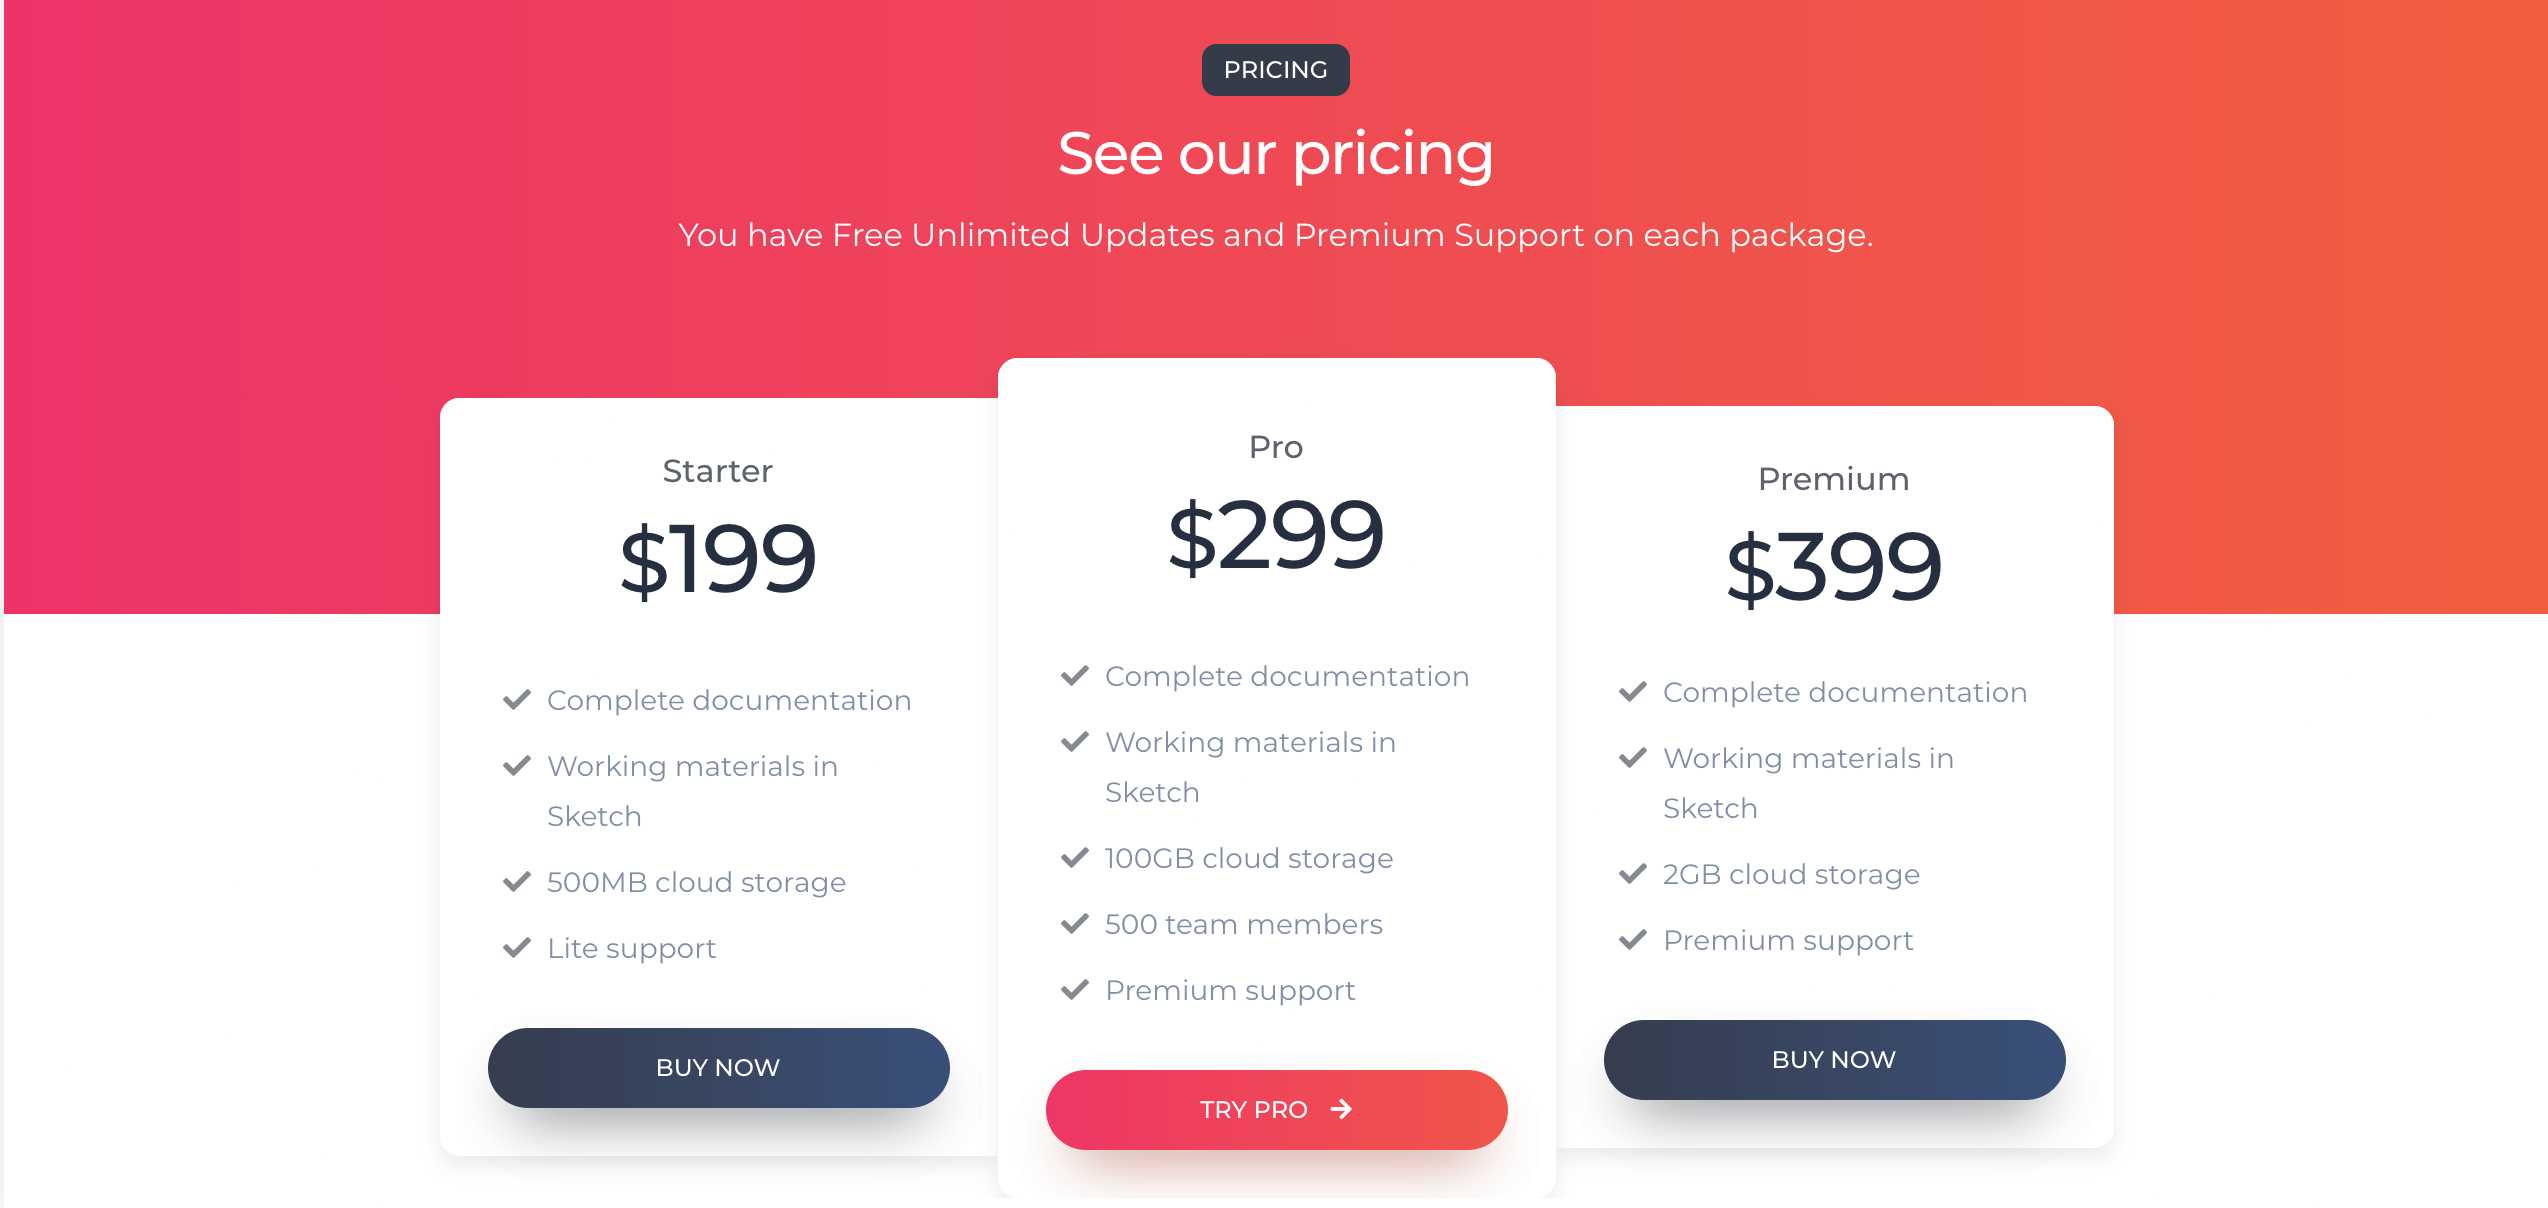 PRICING
See our pricing
You have Free Unlimited Updates and Premium Support on each package.
Starter
$199
Complete documentation
Working materials in
Sketch
500MB cloud storage
Lite support
BUY NOW
Pro
$299
Complete documentation
Working materials in
Sketch
100GB cloud storage
500 team members
Premium support
TRY PRO
Premium
$399
Complete documentation
Working materials in
Sketch
2GB cloud storage
Premium support
BUY NOW